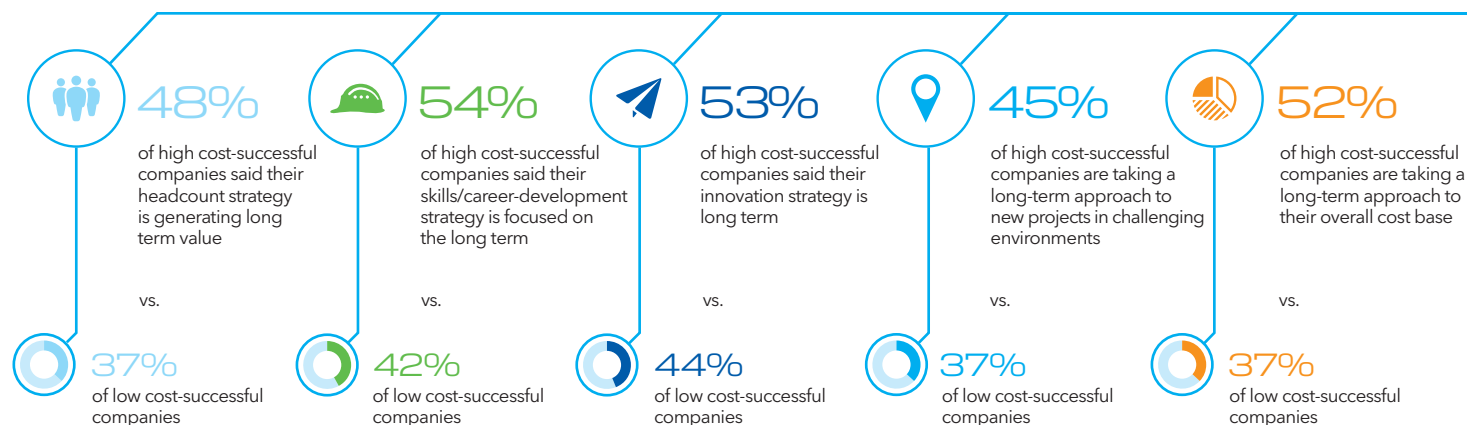 48%
of high cost-successful
companies said their
headcount strategy
is generating long
term value
vs.
37%
of low cost-successful
companies
54%
of high cost-successful
companies said their
skills/career-development
strategy is focused on
the long term
vs.
42%
of low cost-successful
companies
53%
of high cost-successful
companies said their
innovation strategy is
long term
vs.
44%
of low cost-successful
companies
45%
of high cost-successful
companies are taking a
long-term approach to
new projects in challenging
environments
vs.
37%
of low cost-successful
companies
52%
of high cost-successful
companies are taking a
long-term approach to
their overall cost base
vs.
37%
of low cost-successful
companies